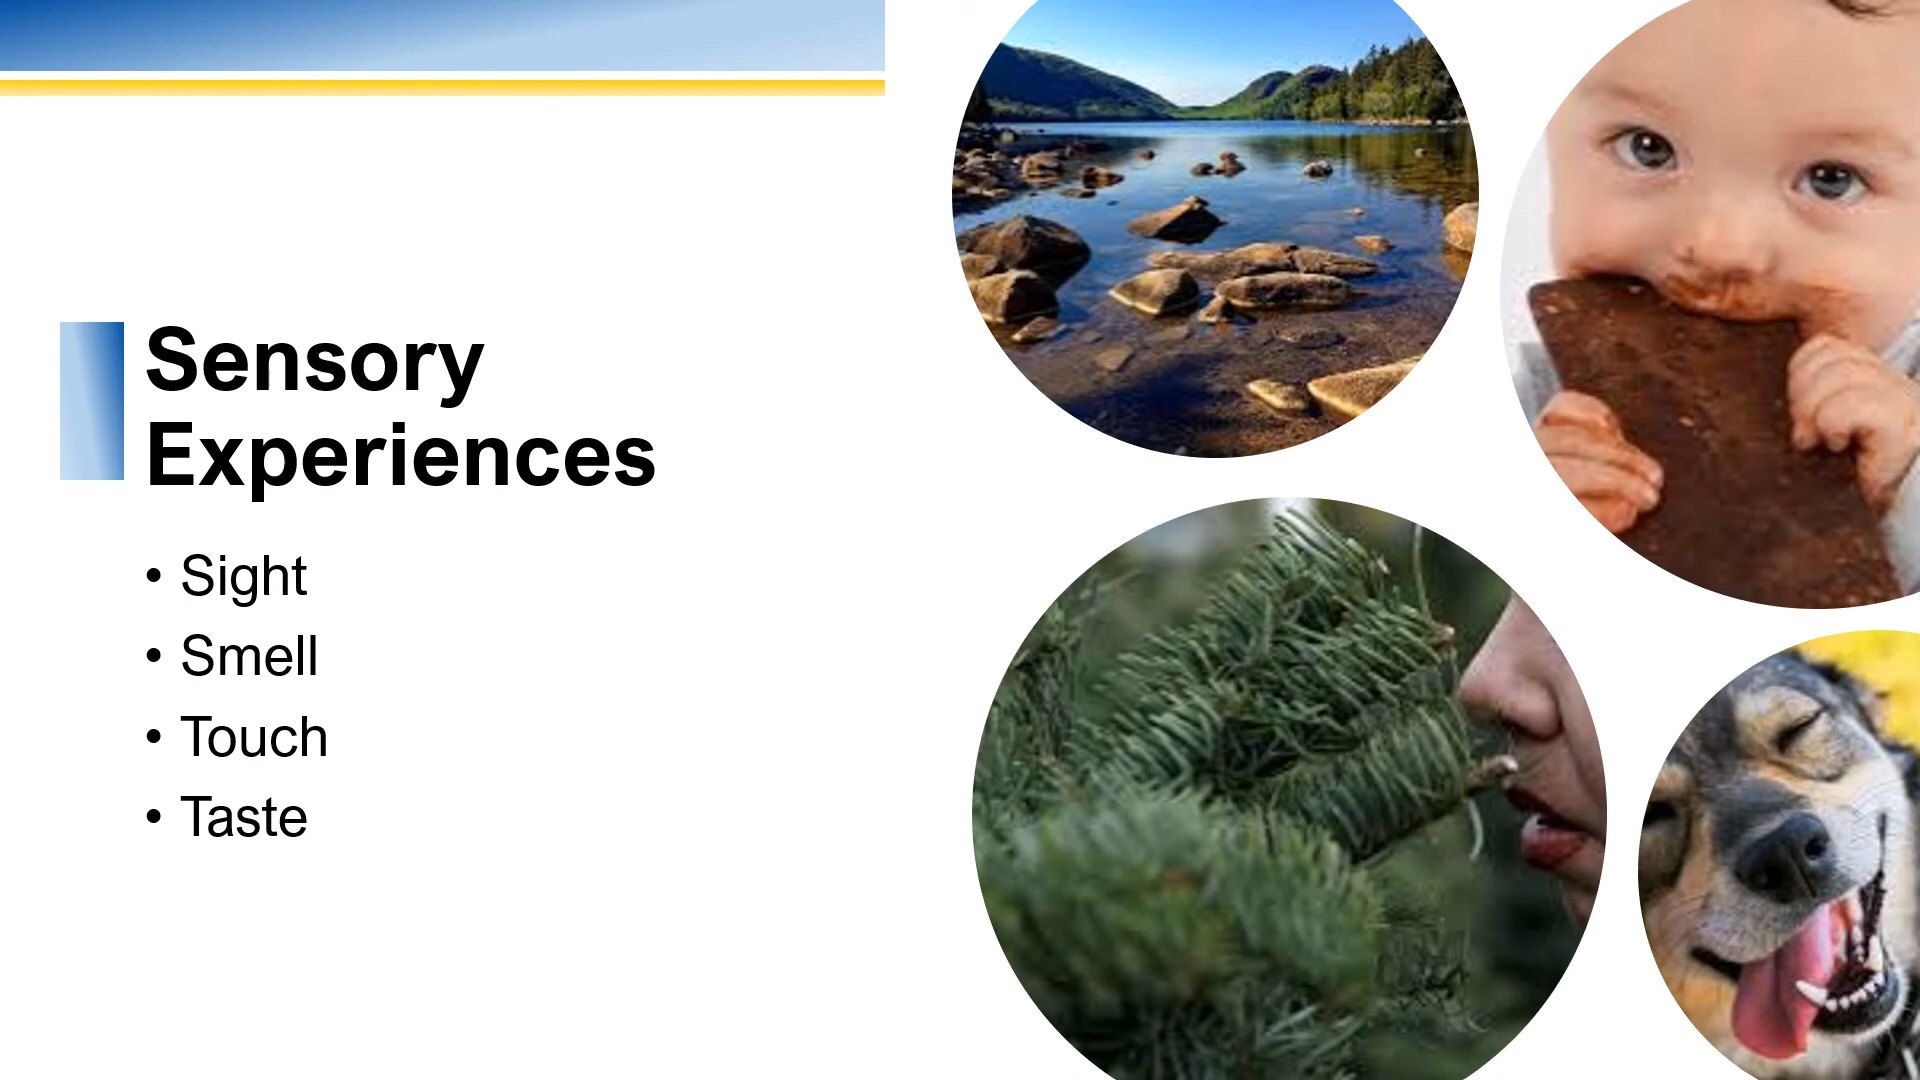 Sensory
Experiences
• Sight
• Smell
• Touch
• Taste